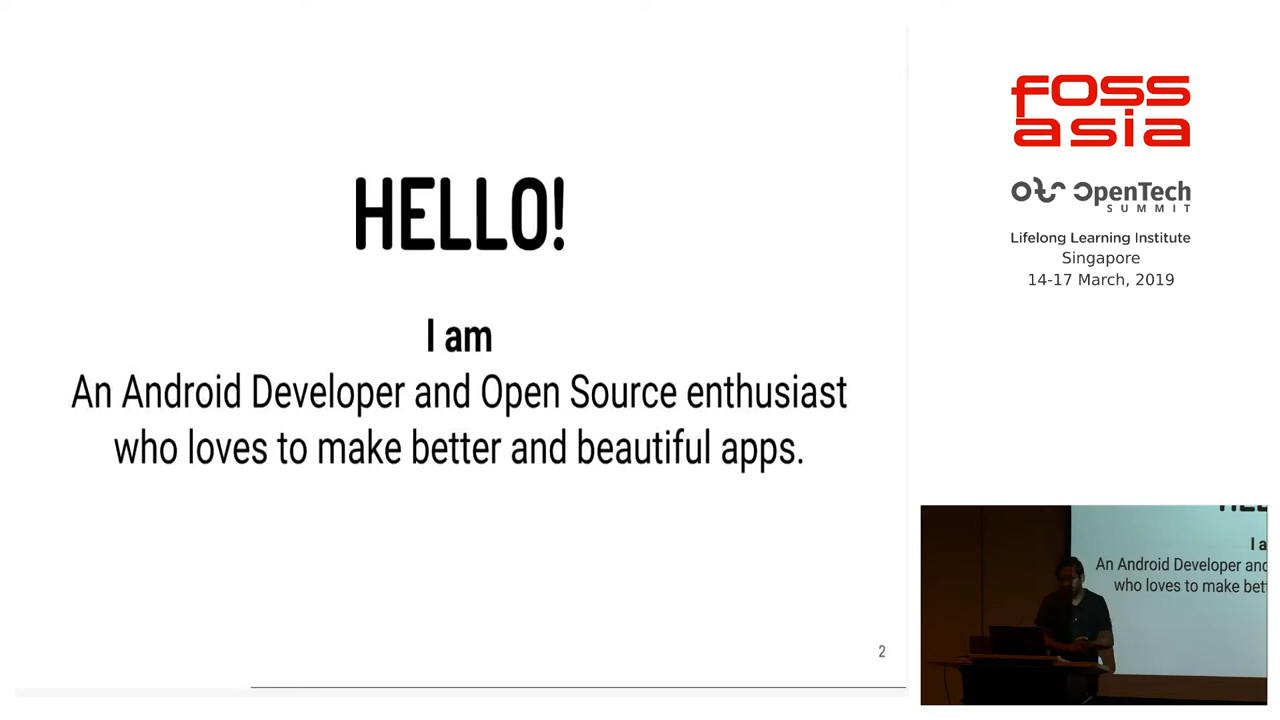 HELLO!
I am
An Android Developer and Open Source enthusiast
who loves to make better and beautiful apps.
2
foss
asia
OpenTech
SUMMIT
Lifelong Learning Institute
Singapore
14-17 March, 2019
I a
An Android Developer and
who loves to make bet